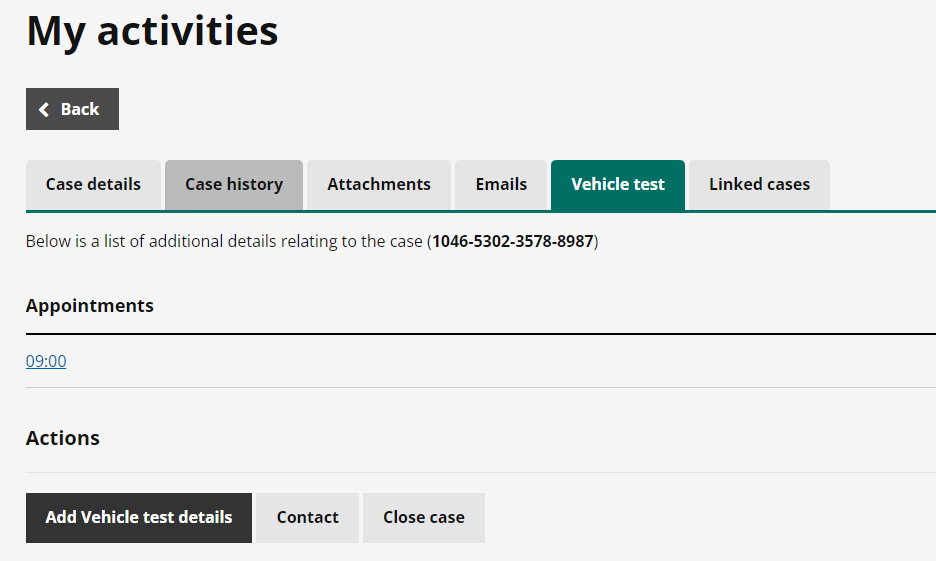 My activities
Back
Case details Case history Attachments Emails Vehicle test Linked cases
Below is a list of additional details relating to the case (1046-5302-3578-8987)
Appointments
09:00
Actions
Add Vehicle test details Contact Close case